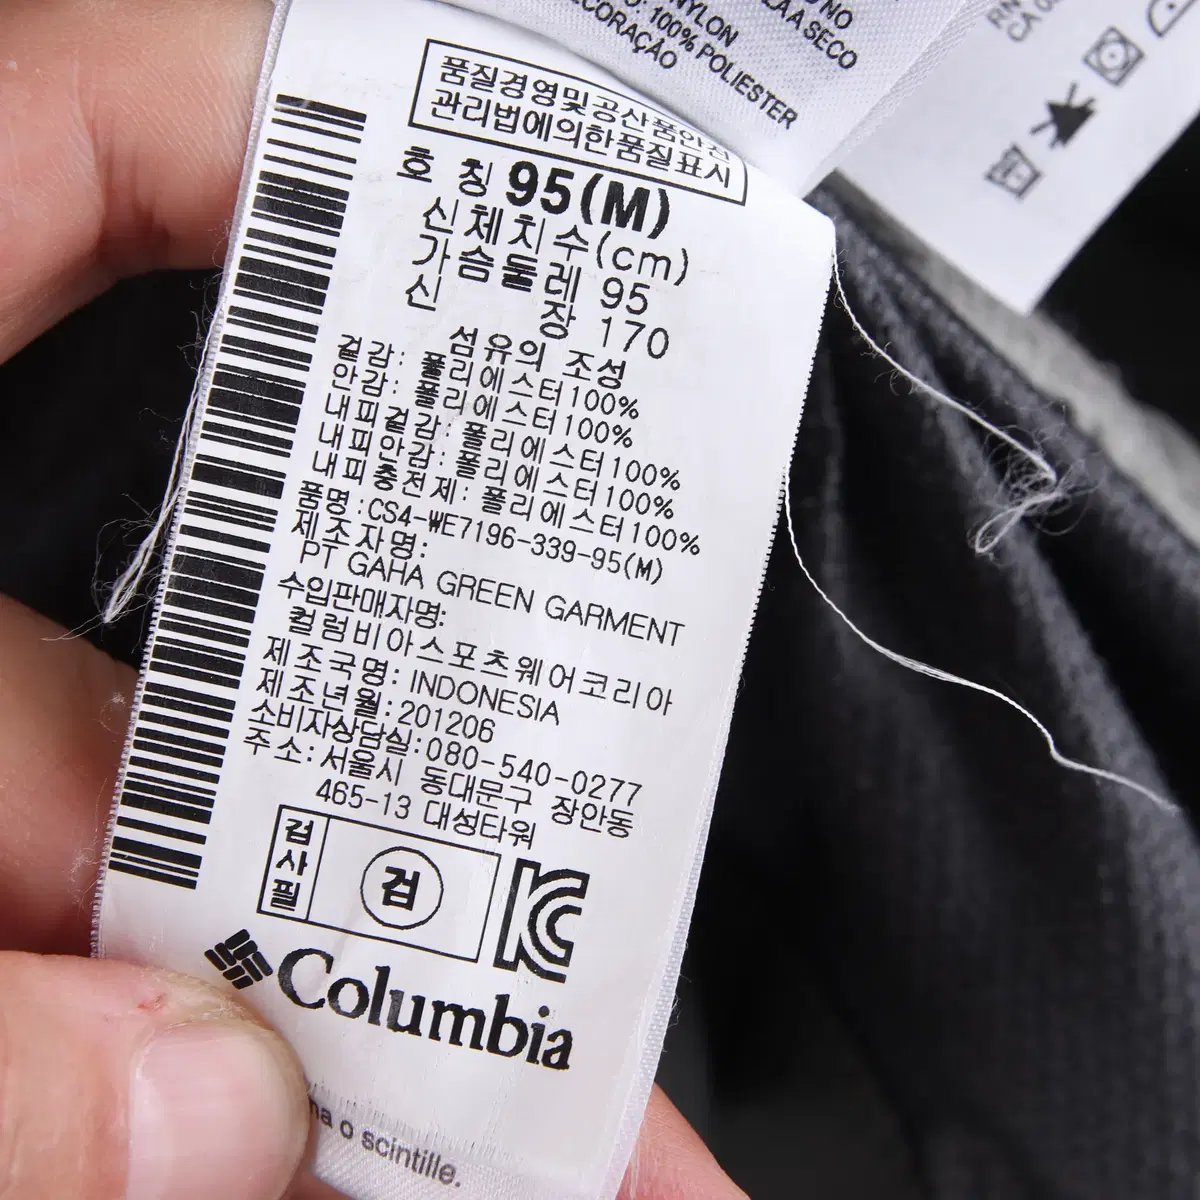 NYLON
O: 100% POLIESTER
CORAÇÃO
NO
A SECO
RN
CA
품질경영및공산품안전
관리법에의한품질표시
호 칭 95(M)
신체치수(cm)
가슴둘레 95
신 장 170
섬유의 조성
겉감: 폴리에스터100%
안감: 폴리에스터100%
내피겉감: 폴리에스터100%
내피안감: 폴리에스터100%
내피충전제: 폴리에스터100%
품명:CS4-WE7196-339-95(M)
제조자명:
PT GAHA GREEN GARMENT
수입판매자명:
컬럼비아스포츠웨어코리아
제조국명: INDONESIA
제조년월:201206
소비자상담실:080-540-0277
주소:서울시 동대문구 장안동
465-13 대성타워
검사필
검
KC
Columbia
o scintille.